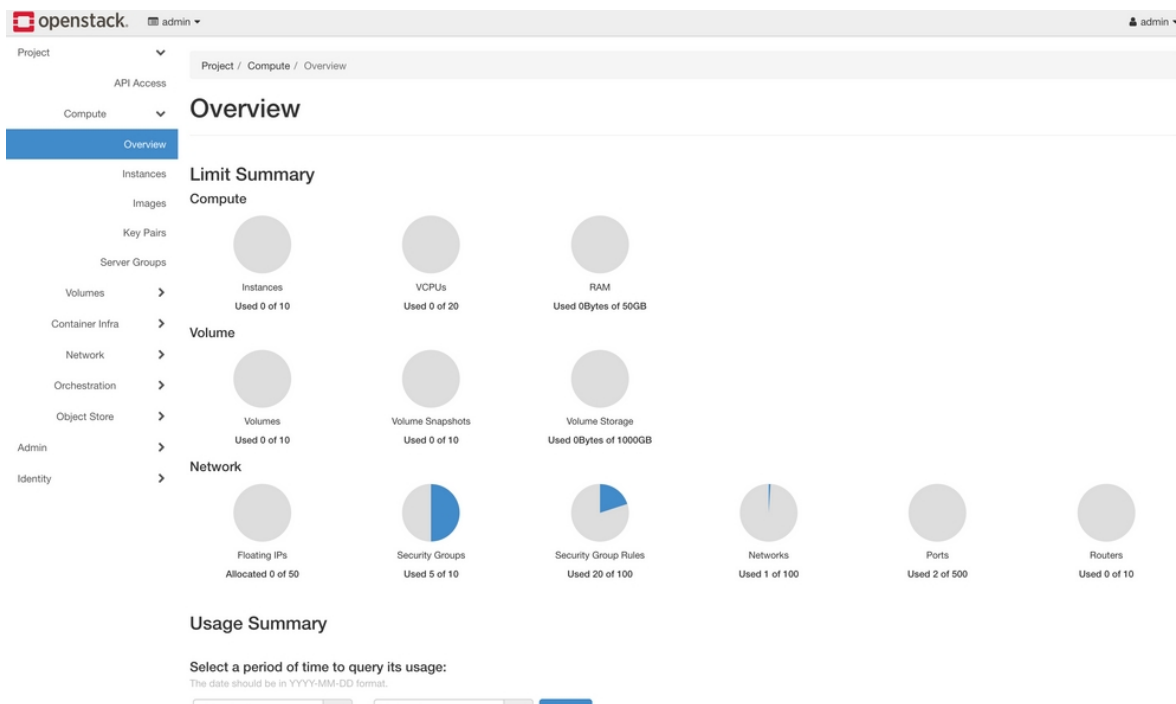 openstack. admin admin
Project
API Access
Compute
Overview
Instances
Images
Key Pairs
Server Groups
Volumes
Container Infra
Network
Orchestration
Object Store
Admin
Identity
Project / Compute / Overview
Overview
Limit Summary
Compute
Instances
Used 0 of 10
VCPUs
Used 0 of 20
RAM
Used 0Bytes of 50GB
Volume
Volumes
Used 0 of 10
Volume Snapshots
Used 0 of 10
Volume Storage
Used 0Bytes of 1000GB
Network
Floating IPs
Allocated 0 of 50
Security Groups
Used 5 of 10
Security Group Rules
Used 20 of 100
Networks
Used 1 of 100
Ports
Used 2 of 500
Routers
Used 0 of 10
Usage Summary
Select a period of time to query its usage:
The date should be in YYYY-MM-DD format.